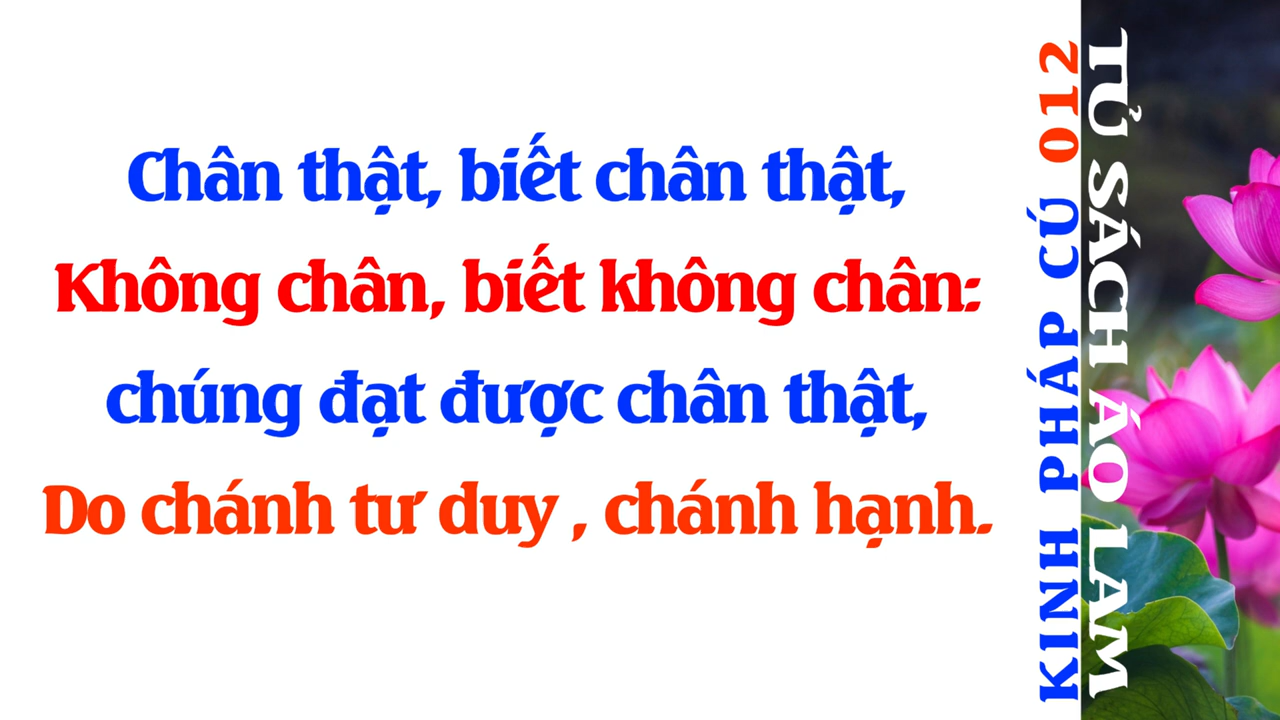 Chân thật, biết chân thật,
Không chân, biết không chân:
chúng đạt được chân thật,
Do chánh tư duy , chánh hạnh.
KINH PHÁP CÚ 012
TỦ SÁCH ÁO LAM